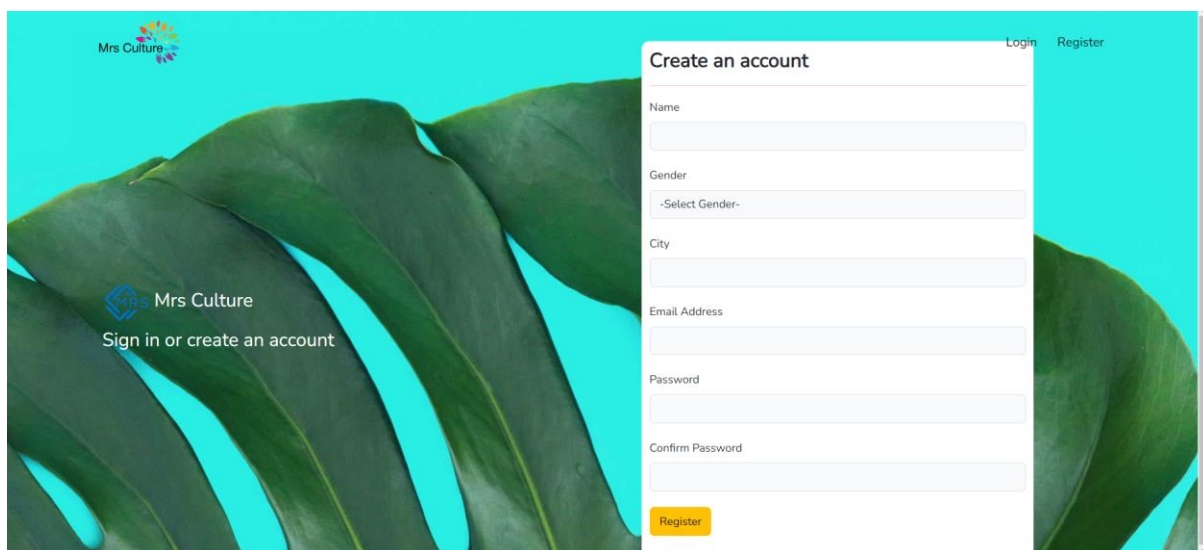 Mrs Culture
Login Register
Create an account
Name
Gender
-Select Gender-
City
Email Address
Password
Confirm Password
Register
MRS Mrs Culture
Sign in or create an account